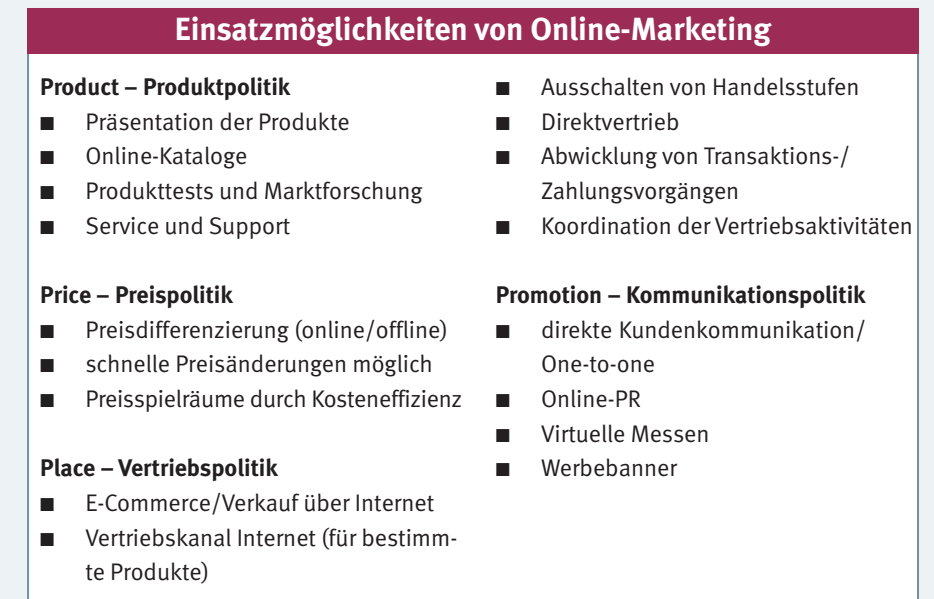 Einsatzmöglichkeiten von Online-Marketing
Product – Produktpolitik
■ Präsentation der Produkte
■ Online-Kataloge
■ Produkttests und Marktforschung
■ Service und Support
Price – Preispolitik
■ Preisdifferenzierung (online/offline)
■ schnelle Preisänderungen möglich
■ Preisspielräume durch Kosteneffizienz
Place – Vertriebspolitik
■ E-Commerce/Verkauf über Internet
■ Vertriebskanal Internet (für bestimm-
te Produkte)
■ Ausschalten von Handelsstufen
■ Direktvertrieb
■ Abwicklung von Transaktions-/
Zahlungsvorgängen
■ Koordination der Vertriebsaktivitäten
Promotion – Kommunikationspolitik
■ direkte Kundenkommunikation/
One-to-one
■ Online-PR
■ Virtuelle Messen
■ Werbebanner